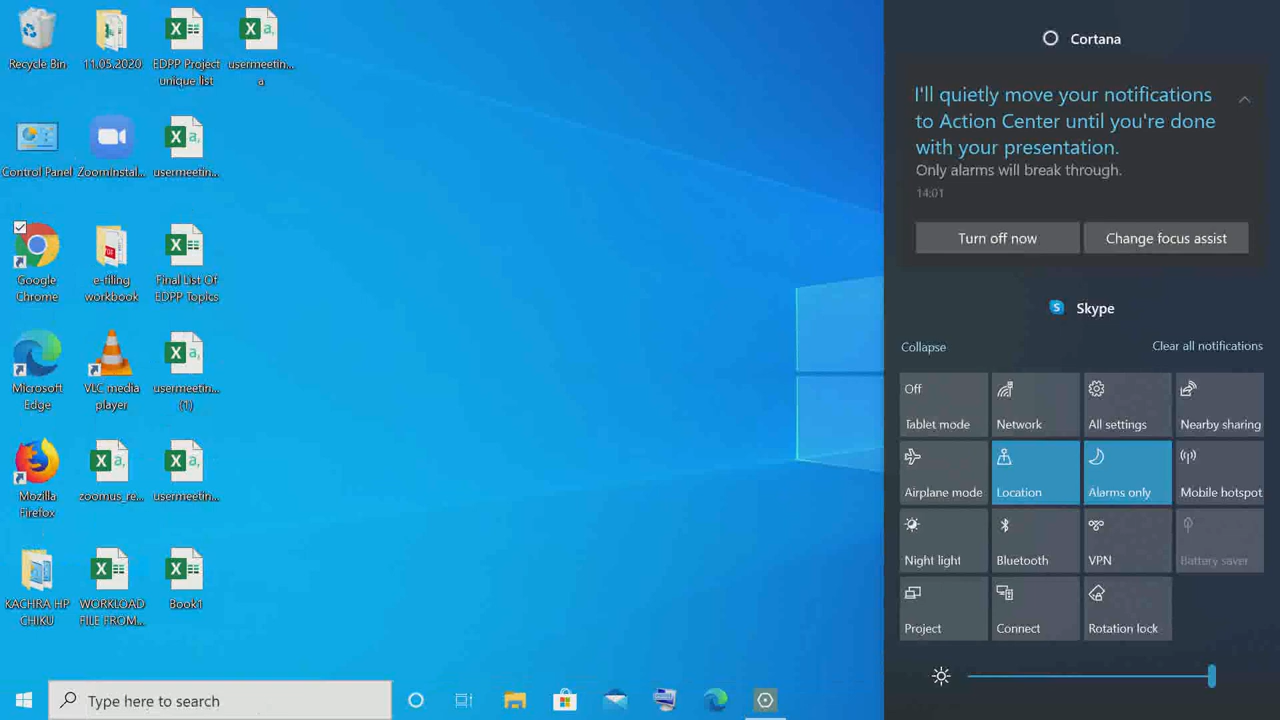 Recycle Bin
11.05.2020
EDPP Project
unique list
usermeetin...
a
Control Panel
Zoominstal...
usermeetin...
Google
Chrome
e-filing
workbook
Final List Of
EDPP Topics
Microsoft
Edge
VLC media
player
usermeetin...
(1)
Mozilla
Firefox
zoomus_re...
usermeetin...
KACHRA HP
CHIKU
WORKLOAD
FILE FROM...
Book1
Type here to search
Cortana
I'll quietly move your notifications
to Action Center until you're done
with your presentation.
Only alarms will break through.
14:01
Turn off now
Change focus assist
Skype
Collapse
Clear all notifications
Off
Tablet mode
Network
All settings
Nearby sharing
Airplane mode
Location
Alarms only
Mobile hotspot
Night light
Bluetooth
VPN
Battery saver
Project
Connect
Rotation lock